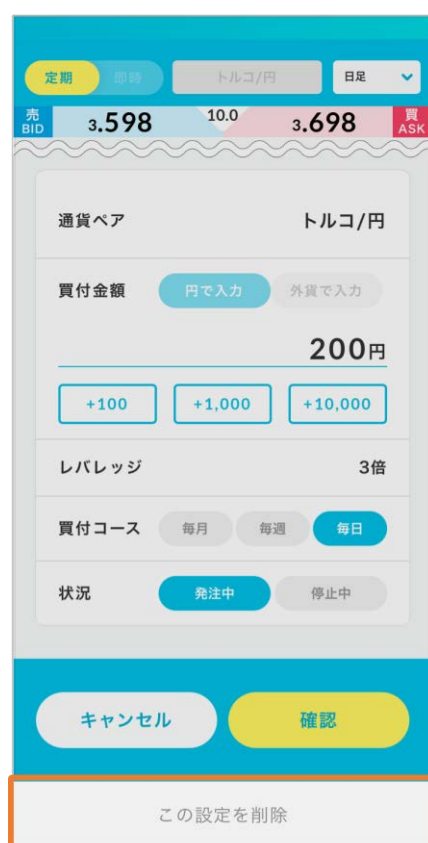 定期 即時 トルコ/円 日足
売 BID 3.598 10.0 3.698 買 ASK
通貨ペア トルコ/円
買付金額 円で入力 外貨で入力
200円
+100 +1,000 +10,000
レバレッジ 3倍
買付コース 毎月 毎週 毎日
状況 発注中 停止中
キャンセル 確認
この設定を削除